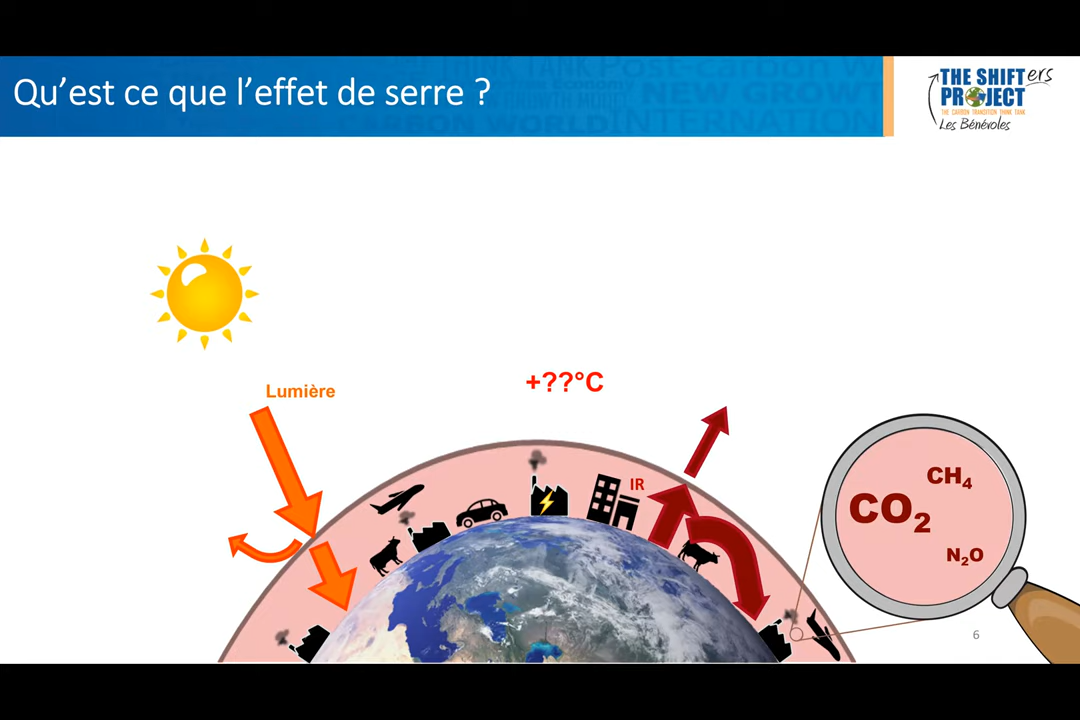 Qu’est ce que l’effet de serre ?
THE SHIFTers
PROJECT
THE CARBON TRANSITION THINK TANK
Les Bénévoles
Lumière
+??°C
IR
CH₄
CO₂
N₂O
6